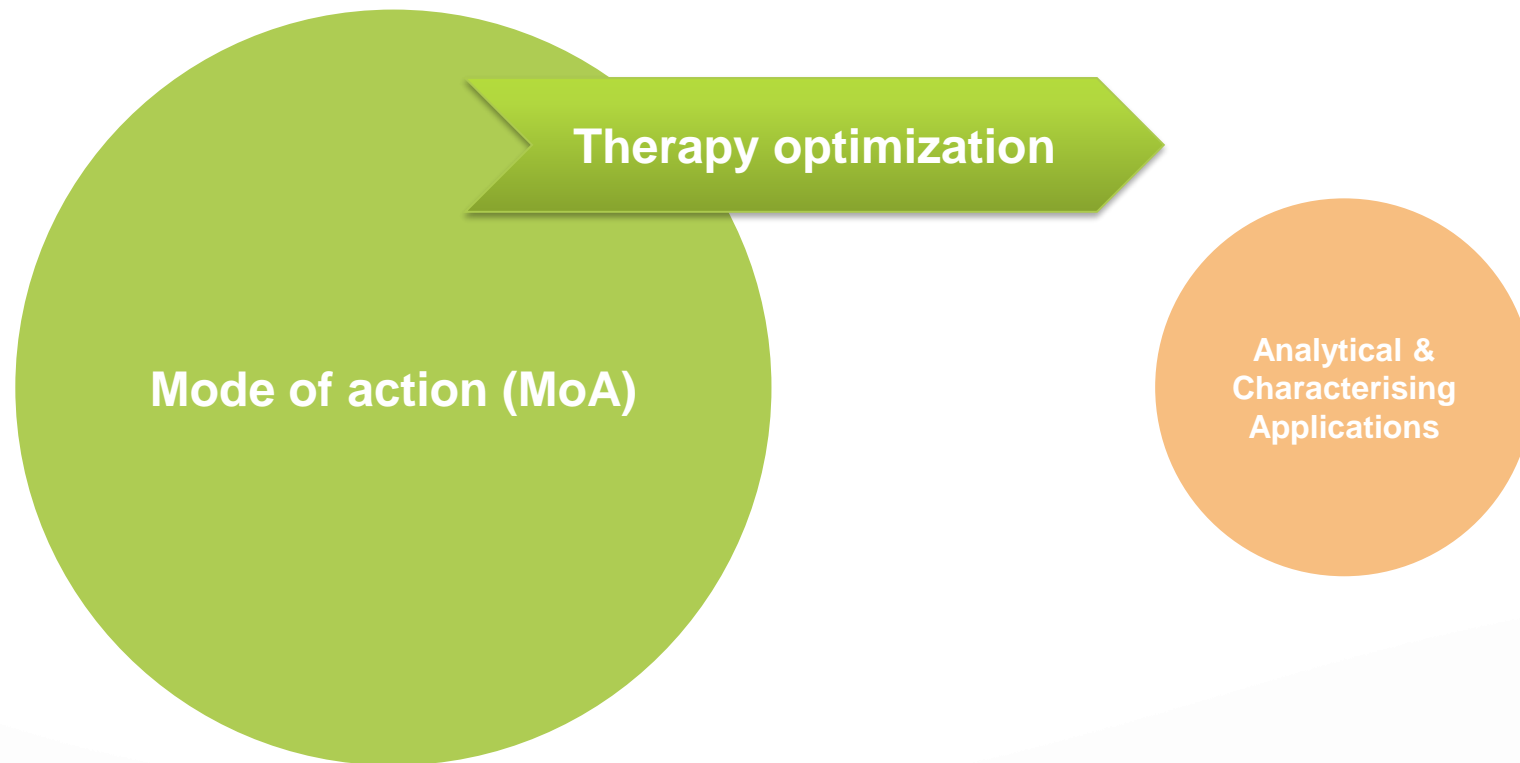 Therapy optimization
Mode of action (MoA)
Analytical &
Characterising
Applications